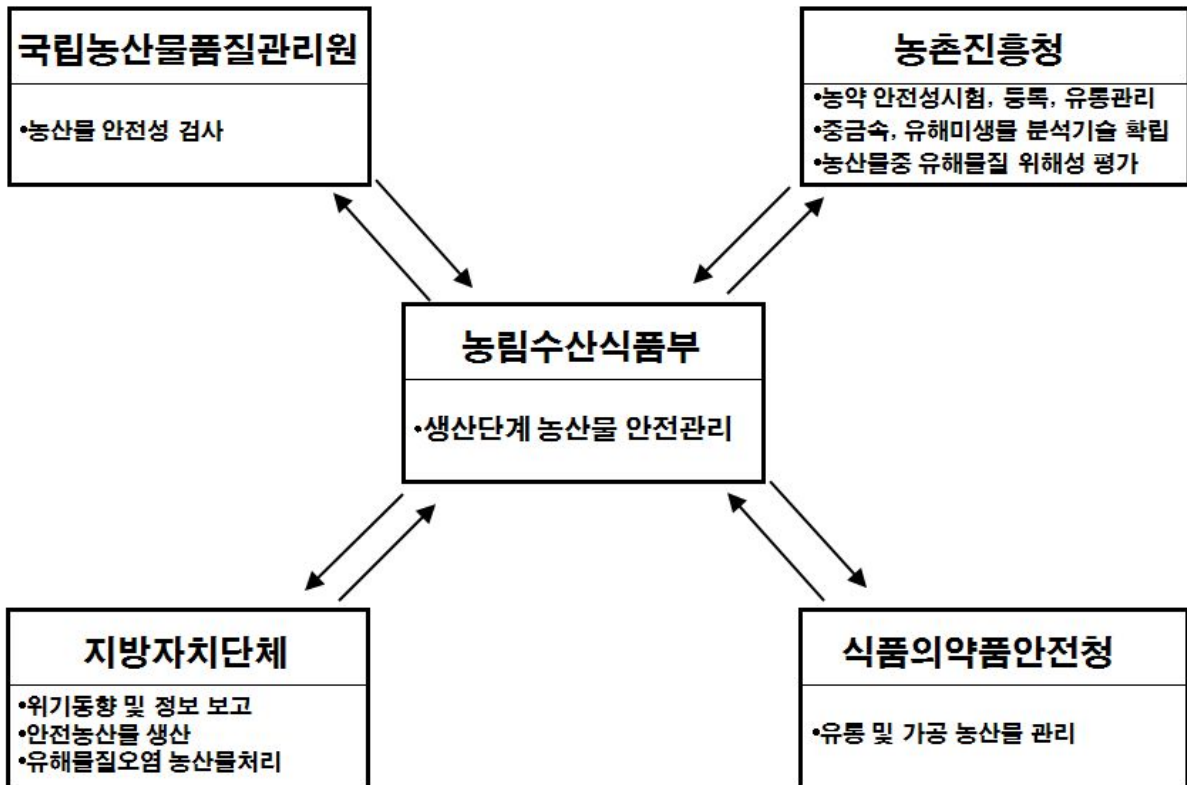 국립농산물품질관리원
•농산물 안전성 검사
농촌진흥청
•농약 안전성시험, 등록, 유통관리
•중금속, 유해미생물 분석기술 확립
•농산물중 유해물질 위해성 평가
농림수산식품부
•생산단계 농산물 안전관리
지방자치단체
•위기동향 및 정보 보고
•안전농산물 생산
•유해물질오염 농산물처리
식품의약품안전청
•유통 및 가공 농산물 관리